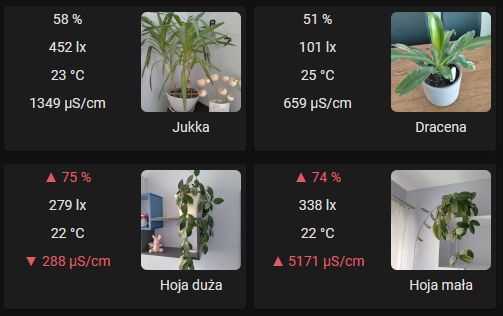 58 %
452 lx
23 °C
1349 µS/cm
Jukka
51 %
101 lx
25 °C
659 µS/cm
Dracena
▲ 75 %
279 lx
22 °C
▼ 288 µS/cm
Hoja duża
▲ 74 %
338 lx
22 °C
▲ 5171 µS/cm
Hoja mała